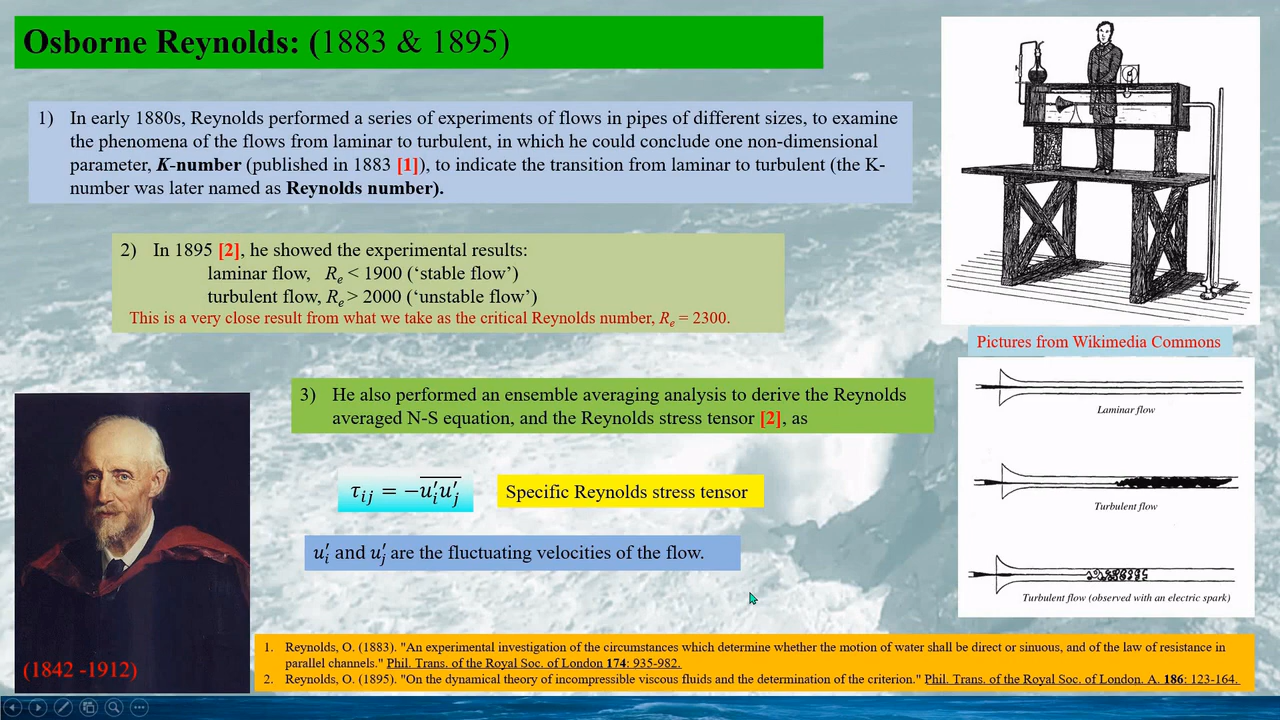 Osborne Reynolds: (1883 & 1895)
1) In early 1880s, Reynolds performed a series of experiments of flows in pipes of different sizes, to examine
the phenomena of the flows from laminar to turbulent, in which he could conclude one non-dimensional
parameter, K-number (published in 1883 [1]), to indicate the transition from laminar to turbulent (the K-
number was later named as Reynolds number).
2) In 1895 [2], he showed the experimental results:
laminar flow, Re < 1900 (‘stable flow’)
turbulent flow, Re > 2000 (‘unstable flow’)
This is a very close result from what we take as the critical Reynolds number, Re = 2300.
Pictures from Wikimedia Commons
3) He also performed an ensemble averaging analysis to derive the Reynolds
averaged N-S equation, and the Reynolds stress tensor [2], as
τᵢⱼ = −u̅′ᵢu̅′ⱼ
Specific Reynolds stress tensor
u′ᵢ and u′ⱼ are the fluctuating velocities of the flow.
Laminar flow
Turbulent flow
Turbulent flow (observed with an electric spark)
(1842 -1912)
1. Reynolds, O. (1883). "An experimental investigation of the circumstances which determine whether the motion of water shall be direct or sinuous, and of the law of resistance in
parallel channels." Phil. Trans. of the Royal Soc. of London 174: 935-982.
2. Reynolds, O. (1895). "On the dynamical theory of incompressible viscous fluids and the determination of the criterion." Phil. Trans. of the Royal Soc. of London. A. 186: 123-164.